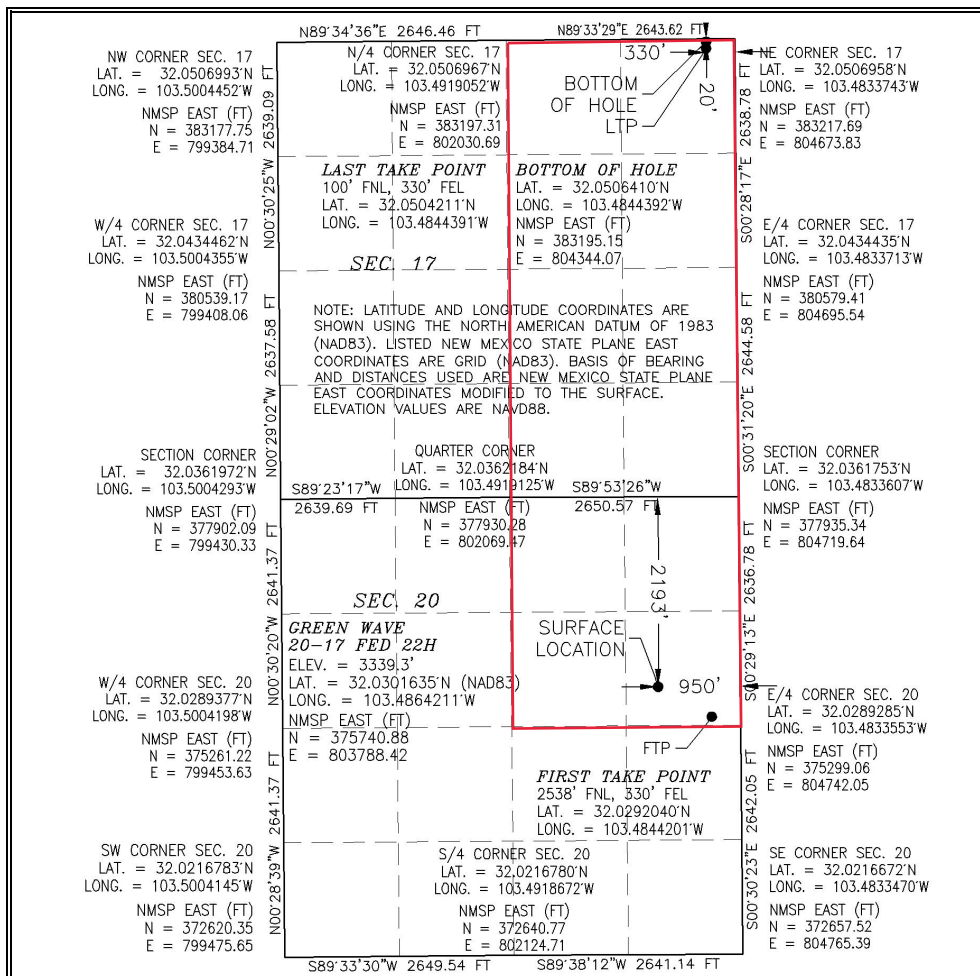 N89°34'36"E 2646.46 FT
N89°33'29"E 2643.62 FT
NW CORNER SEC. 17
LAT. = 32.0506993'N
LONG. = 103.5004452'W
NMSP EAST (FT)
N = 383177.75
E = 799384.71
N/4 CORNER SEC. 17
LAT. = 32.0506967'N
LONG. = 103.4919052'W
NMSP EAST (FT)
N = 383197.31
E = 802030.69
330'
BOTTOM
OF HOLE
LTP
20'
NE CORNER SEC. 17
LAT. = 32.0506958'N
LONG. = 103.4833743'W
NMSP EAST (FT)
N = 383217.69
E = 804673.83
N00°30'25"W 2639.09 FT
S00°28'17"E 2638.78 FT
LAST TAKE POINT
100' FNL, 330' FEL
LAT. = 32.0504211'N
LONG. = 103.4844391'W
BOTTOM OF HOLE
LAT. = 32.0506410'N
LONG. = 103.4844392'W
NMSP EAST (FT)
N = 383195.15
E = 804344.07
W/4 CORNER SEC. 17
LAT. = 32.0434462'N
LONG. = 103.5004355'W
NMSP EAST (FT)
N = 380539.17
E = 799408.06
SEC. 17
E/4 CORNER SEC. 17
LAT. = 32.0434435'N
LONG. = 103.4833713'W
NMSP EAST (FT)
N = 380579.41
E = 804695.54
NOTE: LATITUDE AND LONGITUDE COORDINATES ARE
SHOWN USING THE NORTH AMERICAN DATUM OF 1983
(NAD83). LISTED NEW MEXICO STATE PLANE EAST
COORDINATES ARE GRID (NAD83). BASIS OF BEARING
AND DISTANCES USED ARE NEW MEXICO STATE PLANE
EAST COORDINATES MODIFIED TO THE SURFACE.
ELEVATION VALUES ARE NAVD88.
N00°29'02"W 2637.58 FT
S00°31'20"E 2644.58 FT
SECTION CORNER
LAT. = 32.0361972'N
LONG. = 103.5004293'W
NMSP EAST (FT)
N = 377902.09
E = 799430.33
QUARTER CORNER
LAT. = 32.0362184'N
LONG. = 103.4919125'W
NMSP EAST (FT)
N = 377930.28
E = 802069.47
S89°23'17"W
2639.69 FT
S89°53'26"W
2650.57 FT
SECTION CORNER
LAT. = 32.0361753'N
LONG. = 103.4833607'W
NMSP EAST (FT)
N = 377935.34
E = 804719.64
N00°30'20"W 2641.37 FT
2193'
S00°29'13"E 2636.78 FT
SEC. 20
GREEN WAVE
20-17 FED 22H
ELEV. = 3339.3'
LAT. = 32.0301635'N (NAD83)
LONG. = 103.4864211'W
NMSP EAST (FT)
N = 375740.88
E = 803788.42
SURFACE
LOCATION
950'
FTP
W/4 CORNER SEC. 20
LAT. = 32.0289377'N
LONG. = 103.5004198'W
NMSP EAST (FT)
N = 375261.22
E = 799453.63
E/4 CORNER SEC. 20
LAT. = 32.0289285'N
LONG. = 103.4833553'W
NMSP EAST (FT)
N = 375299.06
E = 804742.05
FIRST TAKE POINT
2538' FNL, 330' FEL
LAT. = 32.0292040'N
LONG. = 103.4844201'W
N00°28'39"W 2641.37 FT
S00°30'23"E 2642.05 FT
SW CORNER SEC. 20
LAT. = 32.0216783'N
LONG. = 103.5004145'W
NMSP EAST (FT)
N = 372620.35
E = 799475.65
S/4 CORNER SEC. 20
LAT. = 32.0216780'N
LONG. = 103.4918672'W
NMSP EAST (FT)
N = 372640.77
E = 802124.71
SE CORNER SEC. 20
LAT. = 32.0216672'N
LONG. = 103.4833470'W
NMSP EAST (FT)
N = 372657.52
E = 804765.39
S89°33'30"W 2649.54 FT
S89°38'12"W 2641.14 FT